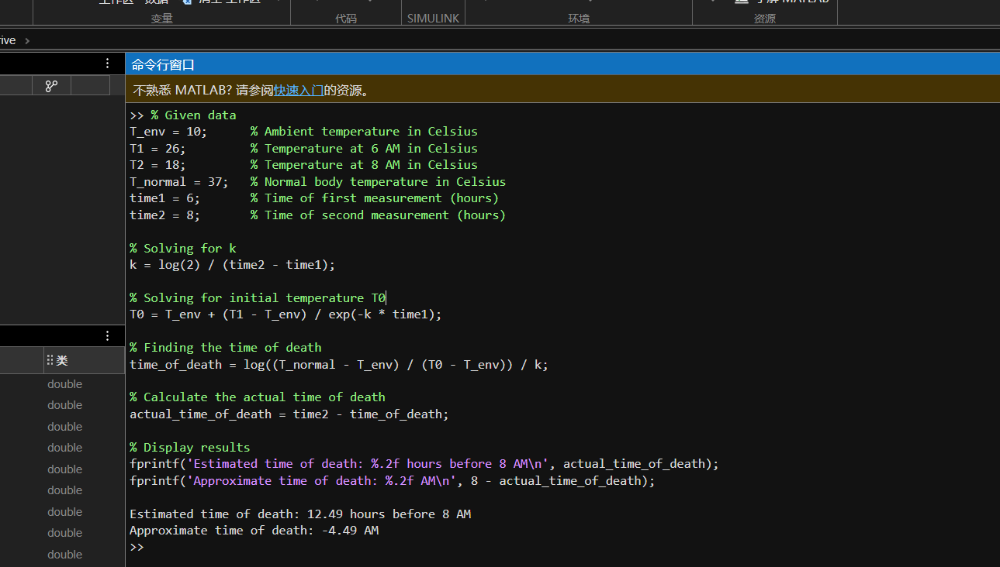 变量
代码
SIMULINK
环境
资源
ive
命令行窗口
不熟悉 MATLAB? 请参阅快速入门的资源。
>> % Given data
T_env = 10;      % Ambient temperature in Celsius
T1 = 26;         % Temperature at 6 AM in Celsius
T2 = 18;         % Temperature at 8 AM in Celsius
T_normal = 37;   % Normal body temperature in Celsius
time1 = 6;       % Time of first measurement (hours)
time2 = 8;       % Time of second measurement (hours)
% Solving for k
k = log(2) / (time2 - time1);
% Solving for initial temperature T0
T0 = T_env + (T1 - T_env) / exp(-k * time1);
% Finding the time of death
time_of_death = log((T_normal - T_env) / (T0 - T_env)) / k;
% Calculate the actual time of death
actual_time_of_death = time2 - time_of_death;
% Display results
fprintf('Estimated time of death: %.2f hours before 8 AM\n', actual_time_of_death);
fprintf('Approximate time of death: %.2f AM\n', 8 - actual_time_of_death);
Estimated time of death: 12.49 hours before 8 AM
Approximate time of death: -4.49 AM
>>
类
double
double
double
double
double
double
double
double
double